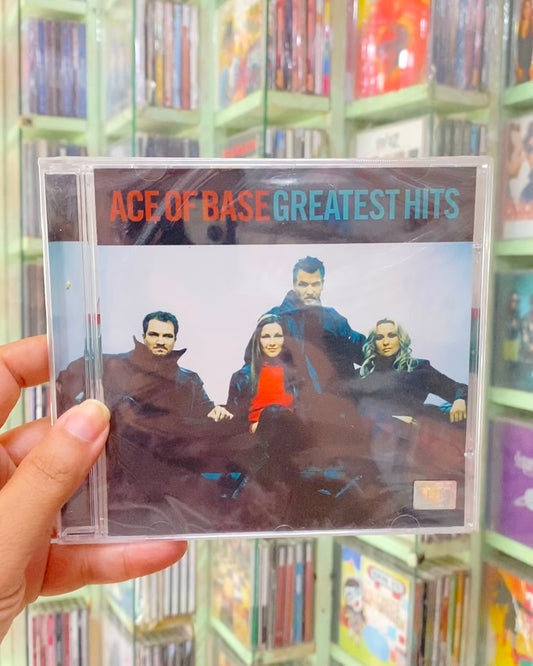 ACE OF BASE GREATEST HITS